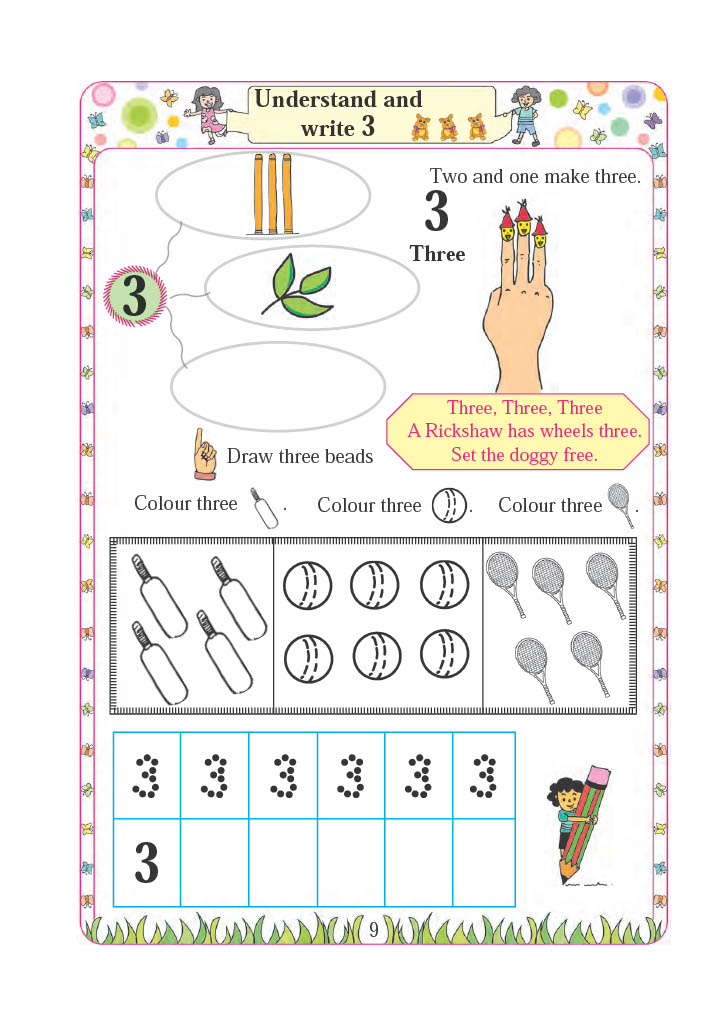 Understand and
write 3
Two and one make three.
3
Three
3
Draw three beads
Three, Three, Three
A Rickshaw has wheels three.
Set the doggy free.
Colour three .
Colour three .
Colour three .
3 3 3 3 3 3
3
9